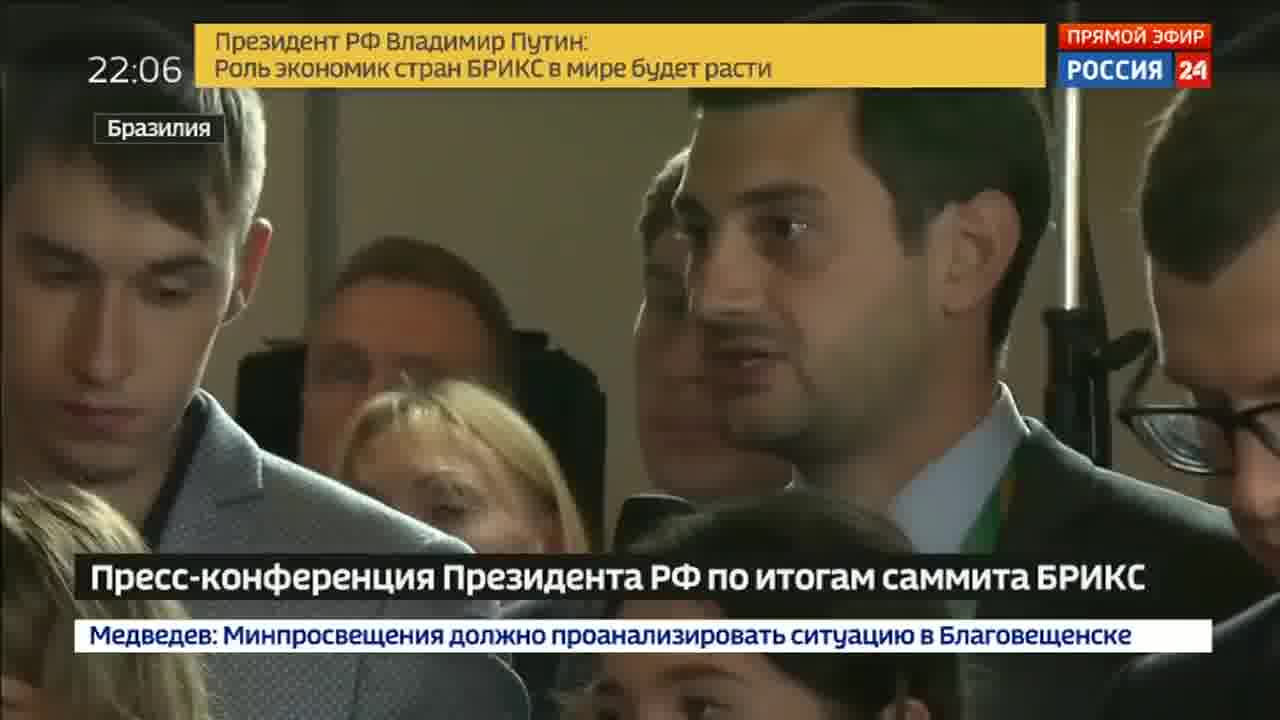 22:06
Президент РФ Владимир Путин:
Роль экономик стран БРИКС в мире будет расти
ПРЯМОЙ ЭФИР
РОССИЯ 24
Бразилия
Пресс-конференция Президента РФ по итогам саммита БРИКС
Медведев: Минпросвещения должно проанализировать ситуацию в Благовещенске